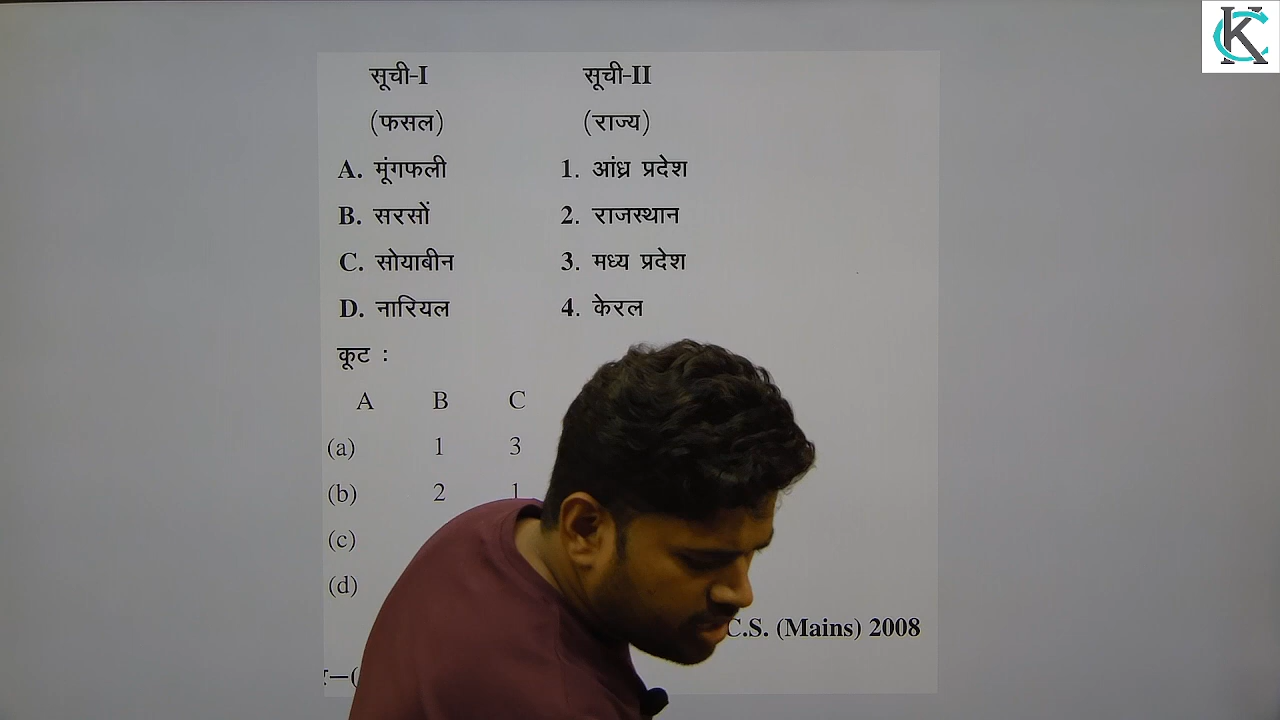 सूची-I सूची-II
(फसल) (राज्य)
A. मूंगफली 1. आंध्र प्रदेश
B. सरसों 2. राजस्थान
C. सोयाबीन 3. मध्य प्रदेश
D. नारियल 4. केरल
कूट :
A B C
(a) 1 3
(b) 2 1
(c)
(d)
C.S. (Mains) 2008
KC